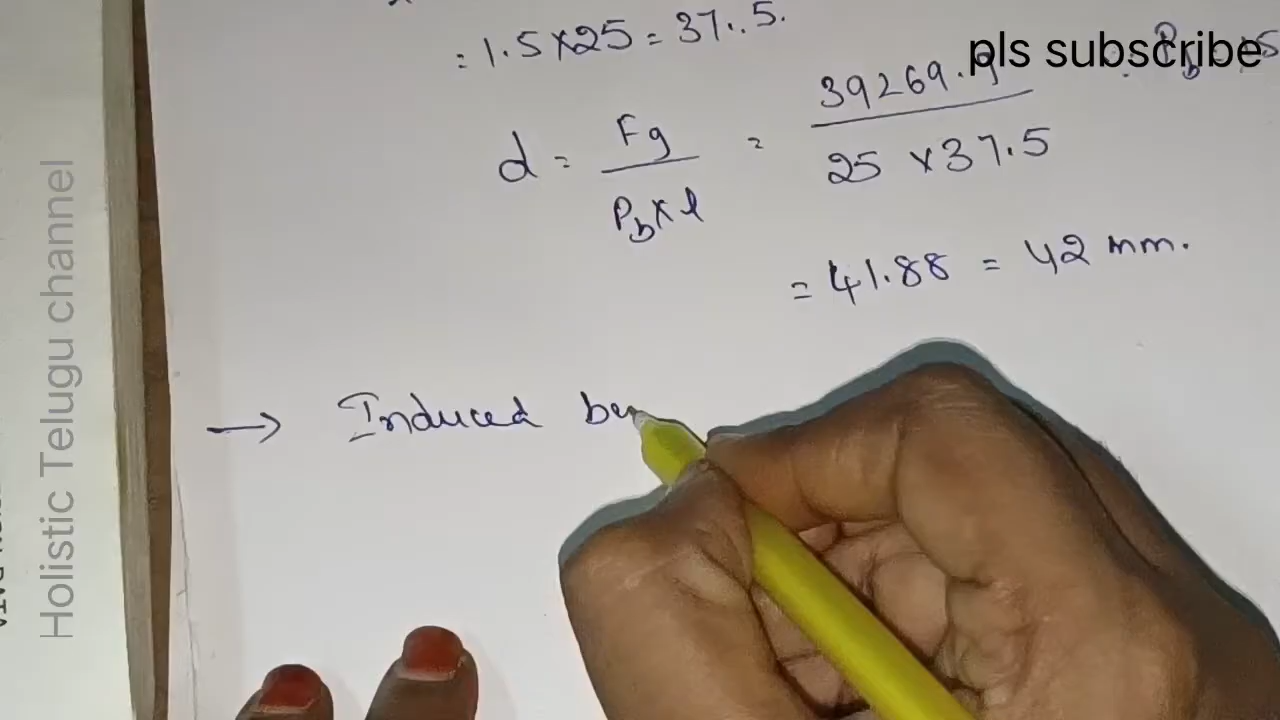 = 1.5×25 = 37.5.
pls subscribe
d = Fg / Pb×l = 39269.9 / 25 × 37.5
= 41.88 = 42 mm.
→ Induced be
Holistic Telugu channel